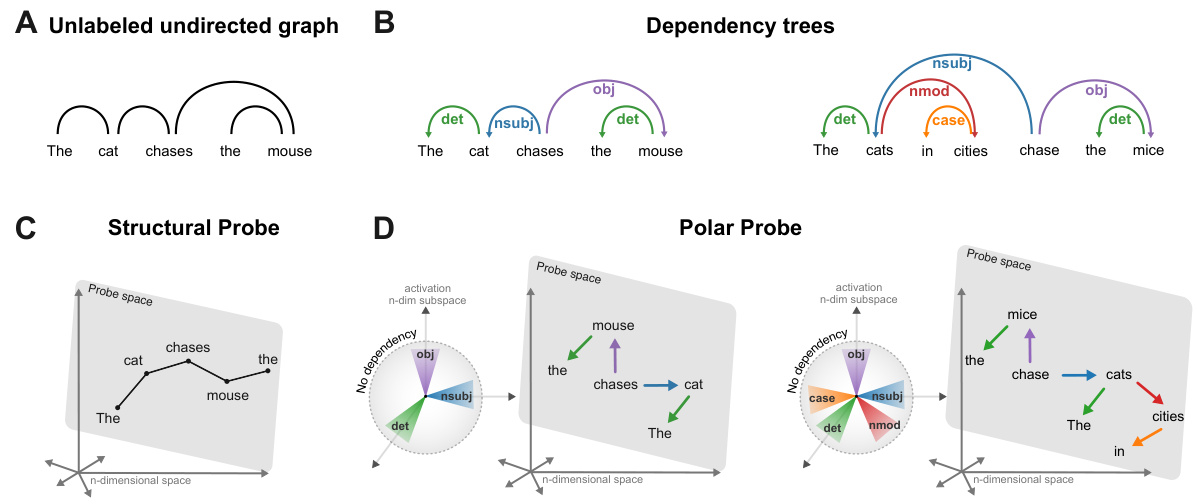 A Unlabeled undirected graph
The cat chases the mouse
B Dependency trees
det nsubj obj det
The cat chases the mouse
nsubj
nmod
obj
det case det
The cats in cities chase the mice
C Structural Probe
Probe space
The cat chases mouse the
n-dimensional space
D Polar Probe
activation
n-dim subspace
No dependency
obj
nsubj
det
Probe space
mouse
the
chases cat
The
n-dimensional space
activation
n-dim subspace
No dependency
obj
case nsubj
det nmod
Probe space
mice
the
chase cats
The cities
in
n-dimensional space